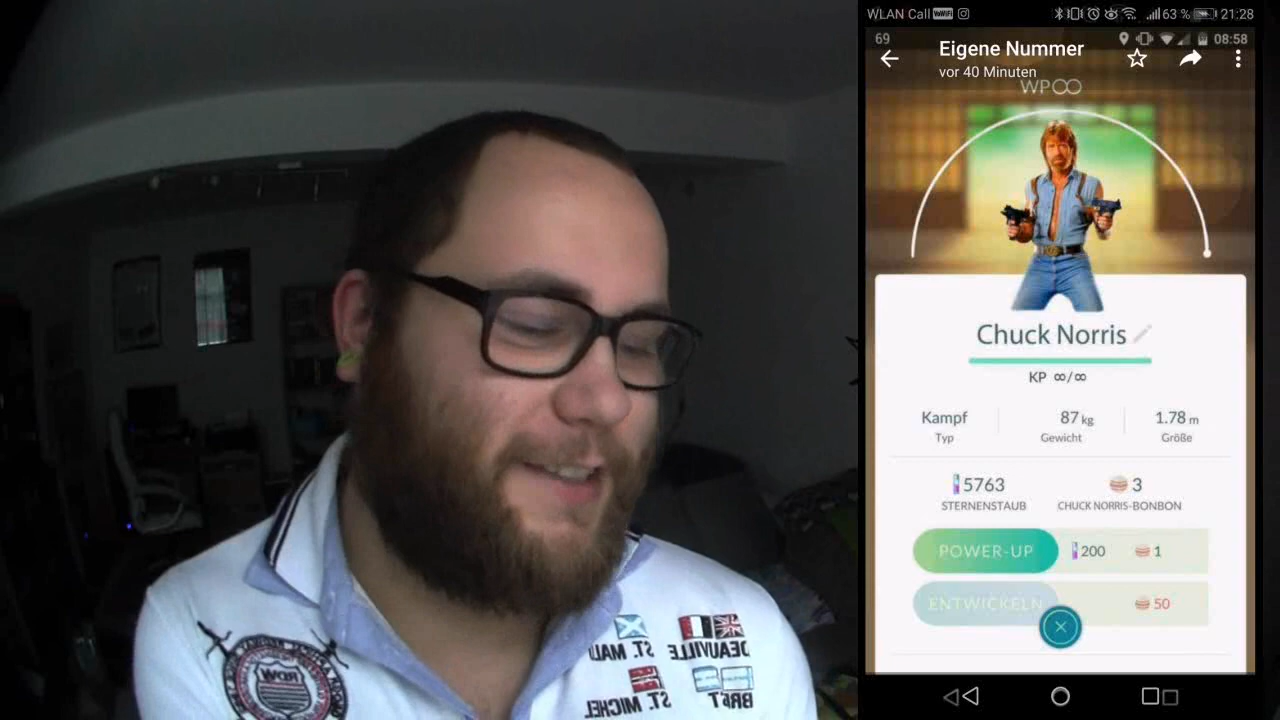 WLAN Call VoWiFi
63 % 21:28
69
08:58
Eigene Nummer
vor 40 Minuten
WP∞
Chuck Norris
KP ∞/∞
Kampf
87 kg
1.78 m
Typ
Gewicht
Größe
5763
3
STERNENSTAUB
CHUCK NORRIS-BONBON
POWER-UP
200
1
ENTWICKELN
50
ST. MALO
DEAUVILLE
ST. MICHEL
RDW